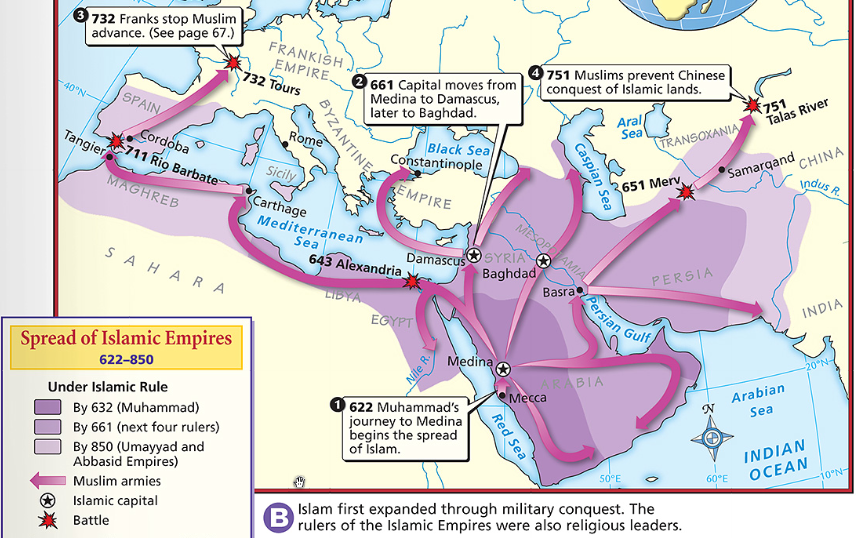 3 732 Franks stop Muslim
advance. (See page 67.)
FRANKISH
EMPIRE
732 Tours
2 661 Capital moves from
Medina to Damascus,
later to Baghdad.
4 751 Muslims prevent Chinese
conquest of Islamic lands.
751
Talas River
40°N
SPAIN
Cordoba
Tangier
711 Rio Barbate
MAGHREB
Rome
Sicily
Carthage
BYZANTINE
EMPIRE
Black Sea
Constantinople
Aral
Sea
Caspian Sea
TRANSOXANIA
Samarqand
CHINA
651 Merv
Indus R.
Mediterranean
Sea
SAHARA
643 Alexandria
LIBYA
EGYPT
Nile R.
Damascus
SYRIA
MESOPOTAMIA
Baghdad
Basra
PERSIA
INDIA
Persian Gulf
Medina
ARABIA
Mecca
Red Sea
20°N
Arabian
Sea
N
INDIAN
OCEAN
50°E
60°E
10°N
1 622 Muhammad's
journey to Medina
begins the spread
of Islam.
Spread of Islamic Empires
622–850
Under Islamic Rule
By 632 (Muhammad)
By 661 (next four rulers)
By 850 (Umayyad and
Abbasid Empires)
Muslim armies
Islamic capital
Battle
B Islam first expanded through military conquest. The
rulers of the Islamic Empires were also religious leaders.